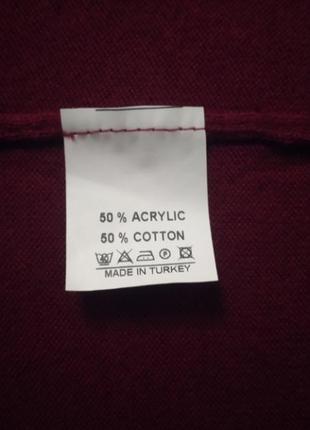 50 % ACRYLIC
50 % COTTON
MADE IN TURKEY